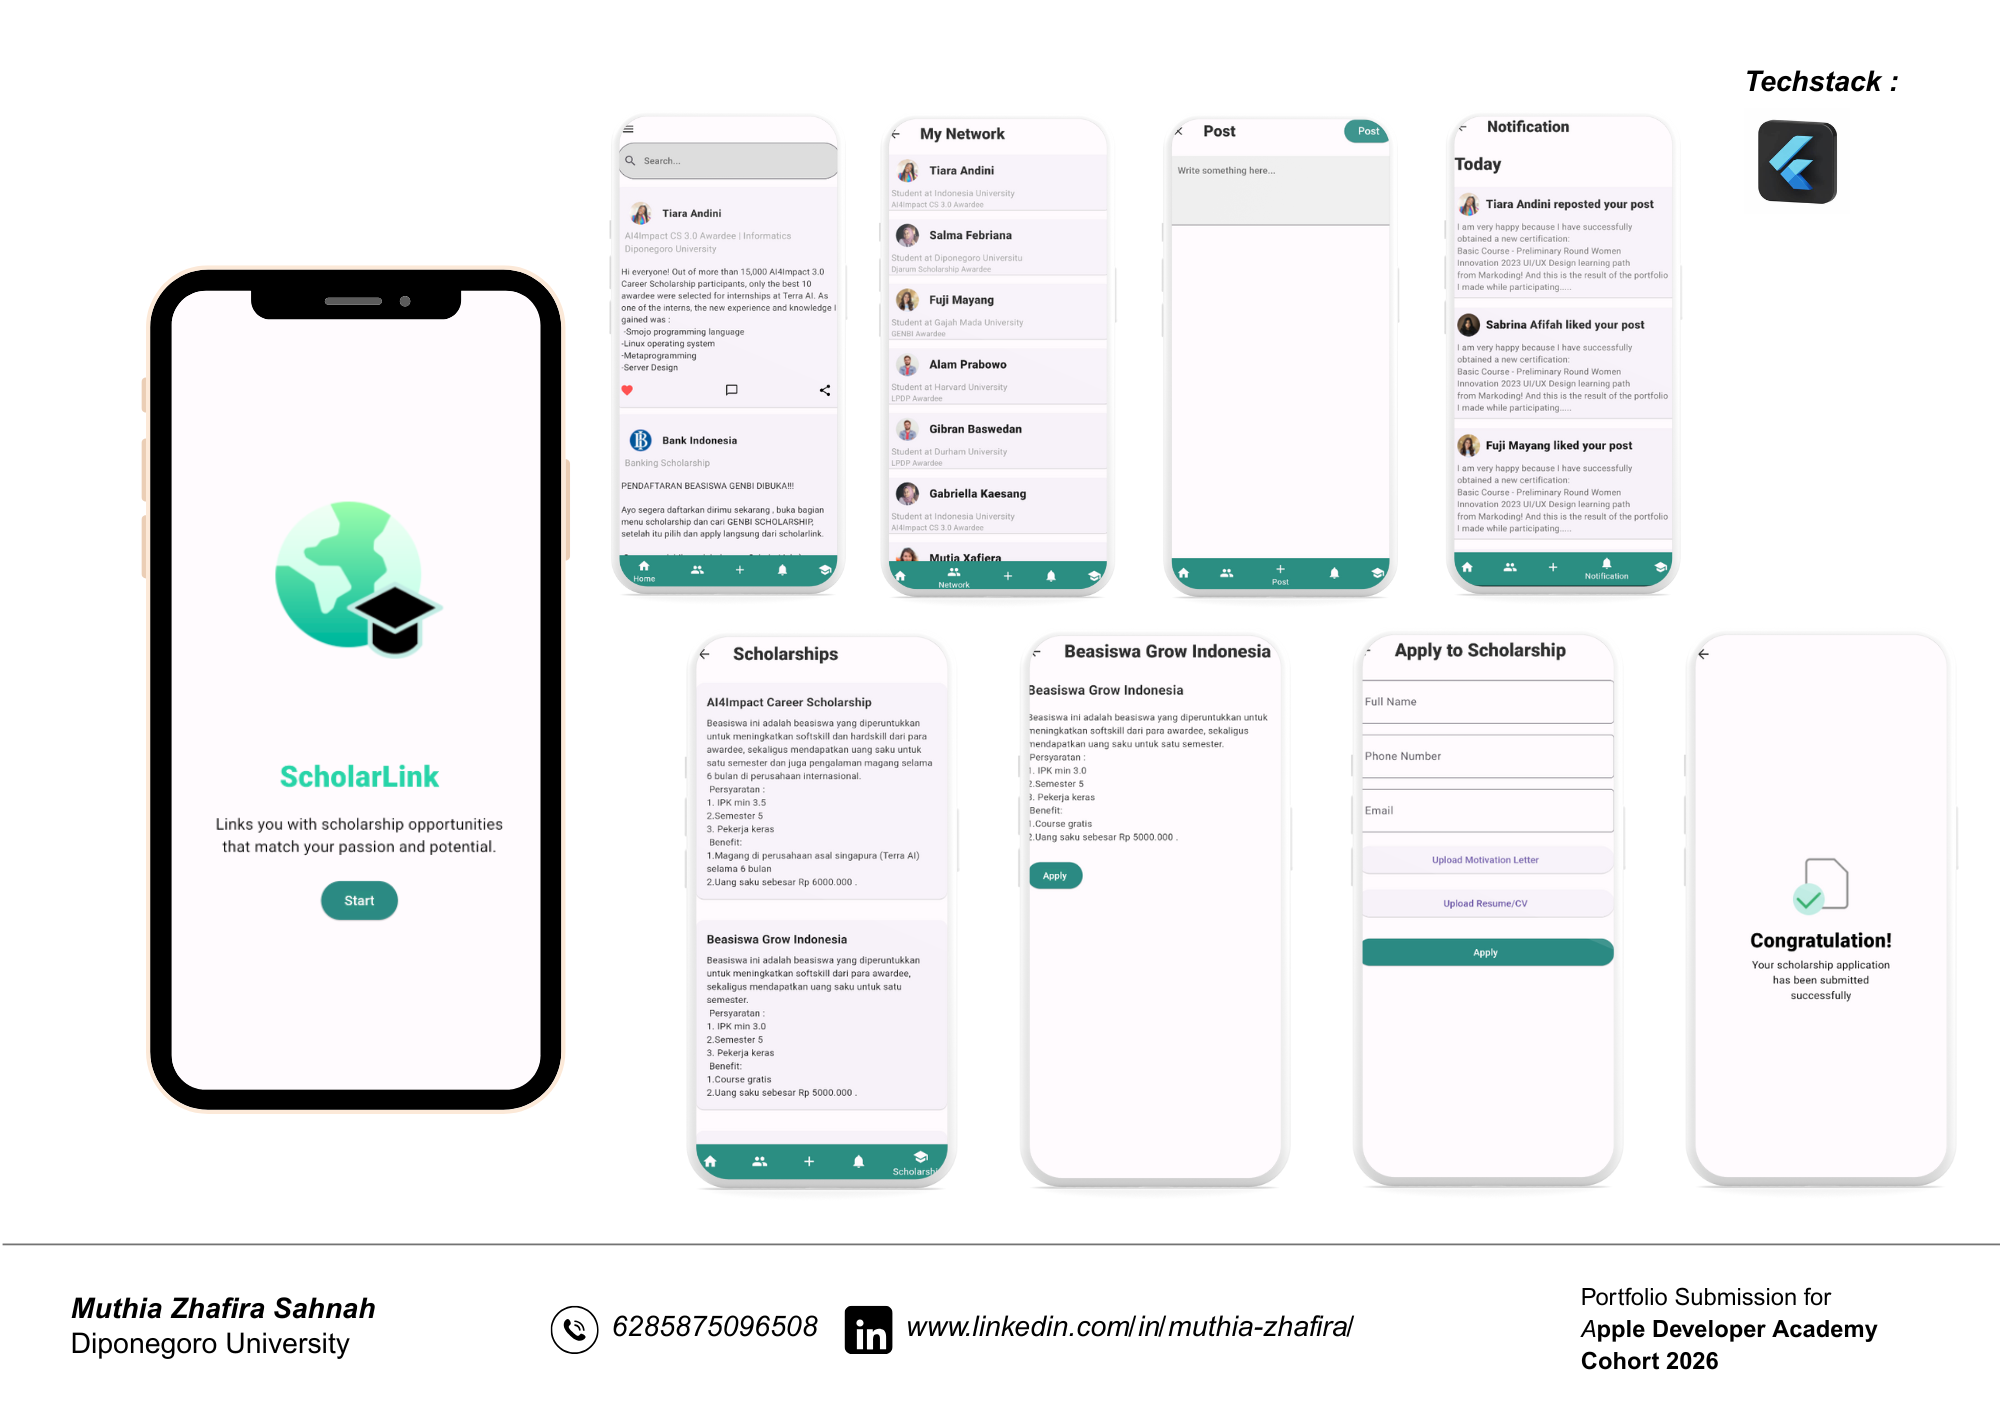 Techstack :
ScholarLink
Links you with scholarship opportunities
that match your passion and potential.
Start
Search...
Tiara Andini
AI4Impact CS 3.0 Awardee | Informatics
Diponegoro University
Hi everyone! Out of more than 15,000 AI4Impact 3.0
Career Scholarship participants, only the best 10
awardee were selected for internships at Terra AI. As
one of the interns, the new experience and knowledge I
gained was :
-Smojo programming language
-Linux operating system
-Metaprogramming
-Server Design
Bank Indonesia
Banking Scholarship
PENDAFTARAN BEASISWA GENBI DIBUKA!!!
Ayo segera daftarkan dirimu sekarang , buka bagian
menu scholarship dan cari GENBI SCHOLARSHIP,
setelah itu pilih dan apply langsung dari scholarlink.
Home
My Network
Tiara Andini
Student at Indonesia University
AI4Impact CS 3.0 Awardee
Salma Febriana
Student at Diponegoro Universitu
Djarum Scholarship Awardee
Fuji Mayang
Student at Gajah Mada University
GENBI Awardee
Alam Prabowo
Student at Harvard University
LPDP Awardee
Gibran Baswedan
Student at Durham University
LPDP Awardee
Gabriella Kaesang
Student at Indonesia University
AI4Impact CS 3.0 Awardee
Mutia Xafiera
Network
Post
Post
Write something here...
Post
Notification
Today
Tiara Andini reposted your post
I am very happy because I have successfully
obtained a new certification:
Basic Course - Preliminary Round Women
Innovation 2023 UI/UX Design learning path
from Markoding! And this is the result of the portfolio
I made while participating.....
Sabrina Afifah liked your post
I am very happy because I have successfully
obtained a new certification:
Basic Course - Preliminary Round Women
Innovation 2023 UI/UX Design learning path
from Markoding! And this is the result of the portfolio
I made while participating.....
Fuji Mayang liked your post
I am very happy because I have successfully
obtained a new certification:
Basic Course - Preliminary Round Women
Innovation 2023 UI/UX Design learning path
from Markoding! And this is the result of the portfolio
I made while participating.....
Notification
Scholarships
AI4Impact Career Scholarship
Beasiswa ini adalah beasiswa yang diperuntukkan
untuk meningkatkan softskill dan hardskill dari para
awardee, sekaligus mendapatkan uang saku untuk
satu semester dan juga pengalaman magang selama
6 bulan di perusahaan internasional.
Persyaratan :
1. IPK min 3.5
2.Semester 5
3. Pekerja keras
Benefit:
1.Magang di perusahaan asal singapura (Terra AI)
selama 6 bulan
2.Uang saku sebesar Rp 6000.000 .
Beasiswa Grow Indonesia
Beasiswa ini adalah beasiswa yang diperuntukkan
untuk meningkatkan softskill dari para awardee,
sekaligus mendapatkan uang saku untuk satu
semester.
Persyaratan :
1. IPK min 3.0
2.Semester 5
3. Pekerja keras
Benefit:
1.Course gratis
2.Uang saku sebesar Rp 5000.000 .
Scholarshi
Beasiswa Grow Indonesia
Beasiswa Grow Indonesia
Beasiswa ini adalah beasiswa yang diperuntukkan untuk
meningkatkan softskill dari para awardee, sekaligus
mendapatkan uang saku untuk satu semester.
Persyaratan :
1. IPK min 3.0
2.Semester 5
3. Pekerja keras
Benefit:
1.Course gratis
2.Uang saku sebesar Rp 5000.000 .
Apply
Apply to Scholarship
Full Name
Phone Number
Email
Upload Motivation Letter
Upload Resume/CV
Apply
Congratulation!
Your scholarship application
has been submitted
successfully
Muthia Zhafira Sahnah
Diponegoro University
6285875096508
in
www.linkedin.com/in/muthia-zhafira/
Portfolio Submission for
Apple Developer Academy
Cohort 2026